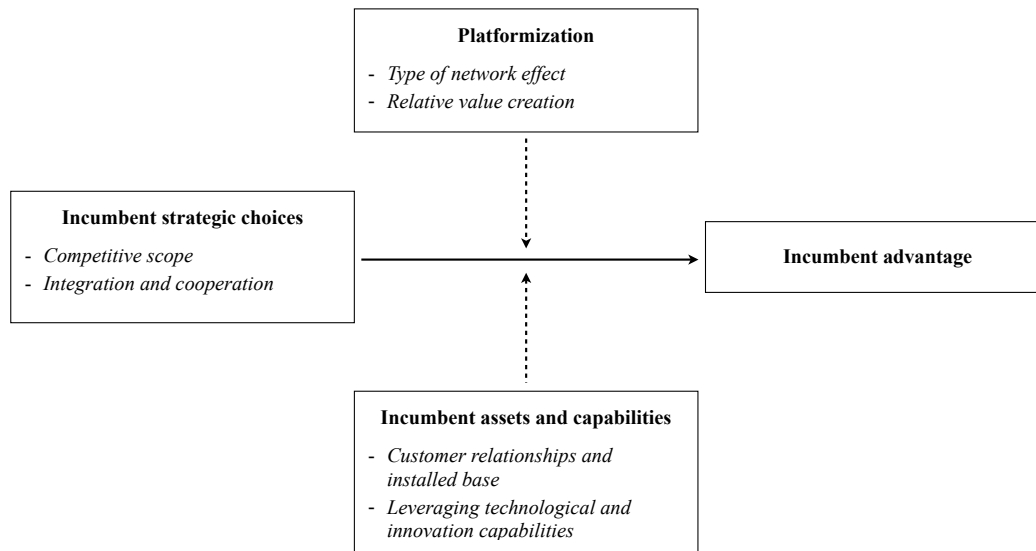 Platformization
- Type of network effect
- Relative value creation
Incumbent strategic choices
- Competitive scope
- Integration and cooperation
Incumbent advantage
Incumbent assets and capabilities
- Customer relationships and
installed base
- Leveraging technological and
innovation capabilities